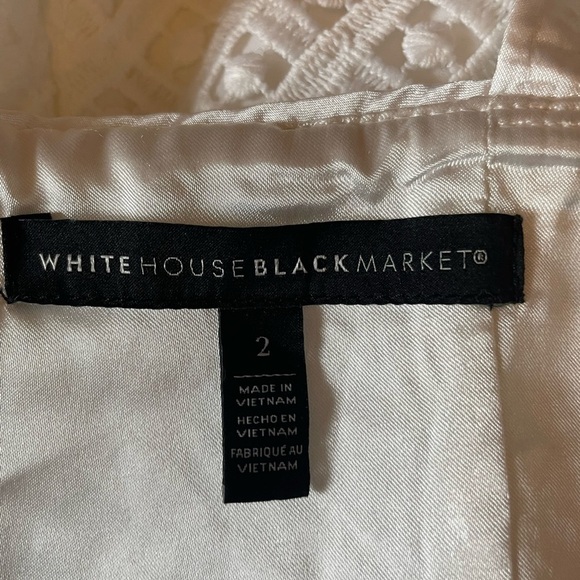 WHITEHOUSEBLACKMARKET®
2
MADE IN
VIETNAM
HECHO EN
VIETNAM
FABRIQUÉ AU
VIETNAM